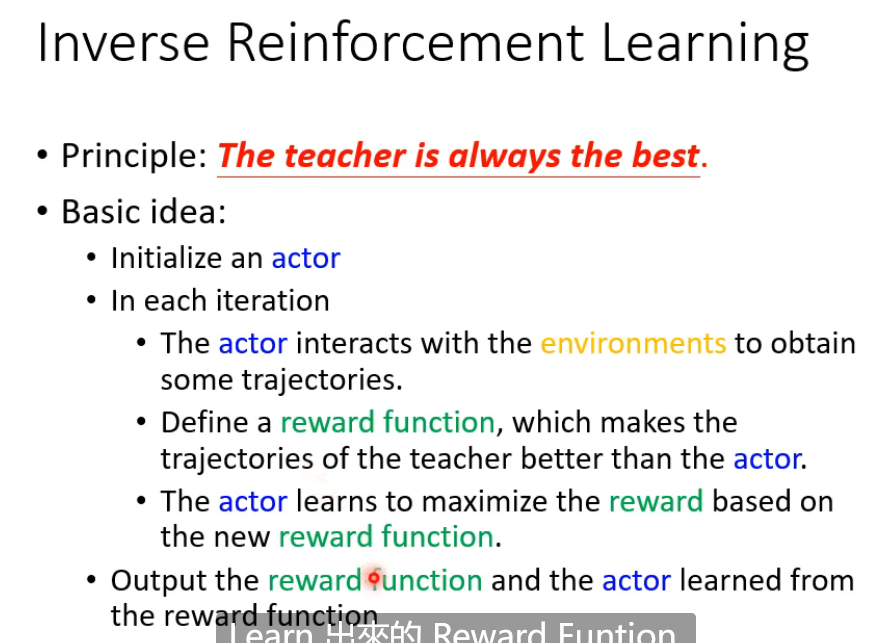 Inverse Reinforcement Learning
• Principle: The teacher is always the best.
• Basic idea:
• Initialize an actor
• In each iteration
• The actor interacts with the environments to obtain
some trajectories.
• Define a reward function, which makes the
trajectories of the teacher better than the actor.
• The actor learns to maximize the reward based on
the new reward function.
• Output the reward function and the actor learned from
the reward function
Learn 出來的 Reward Funtion